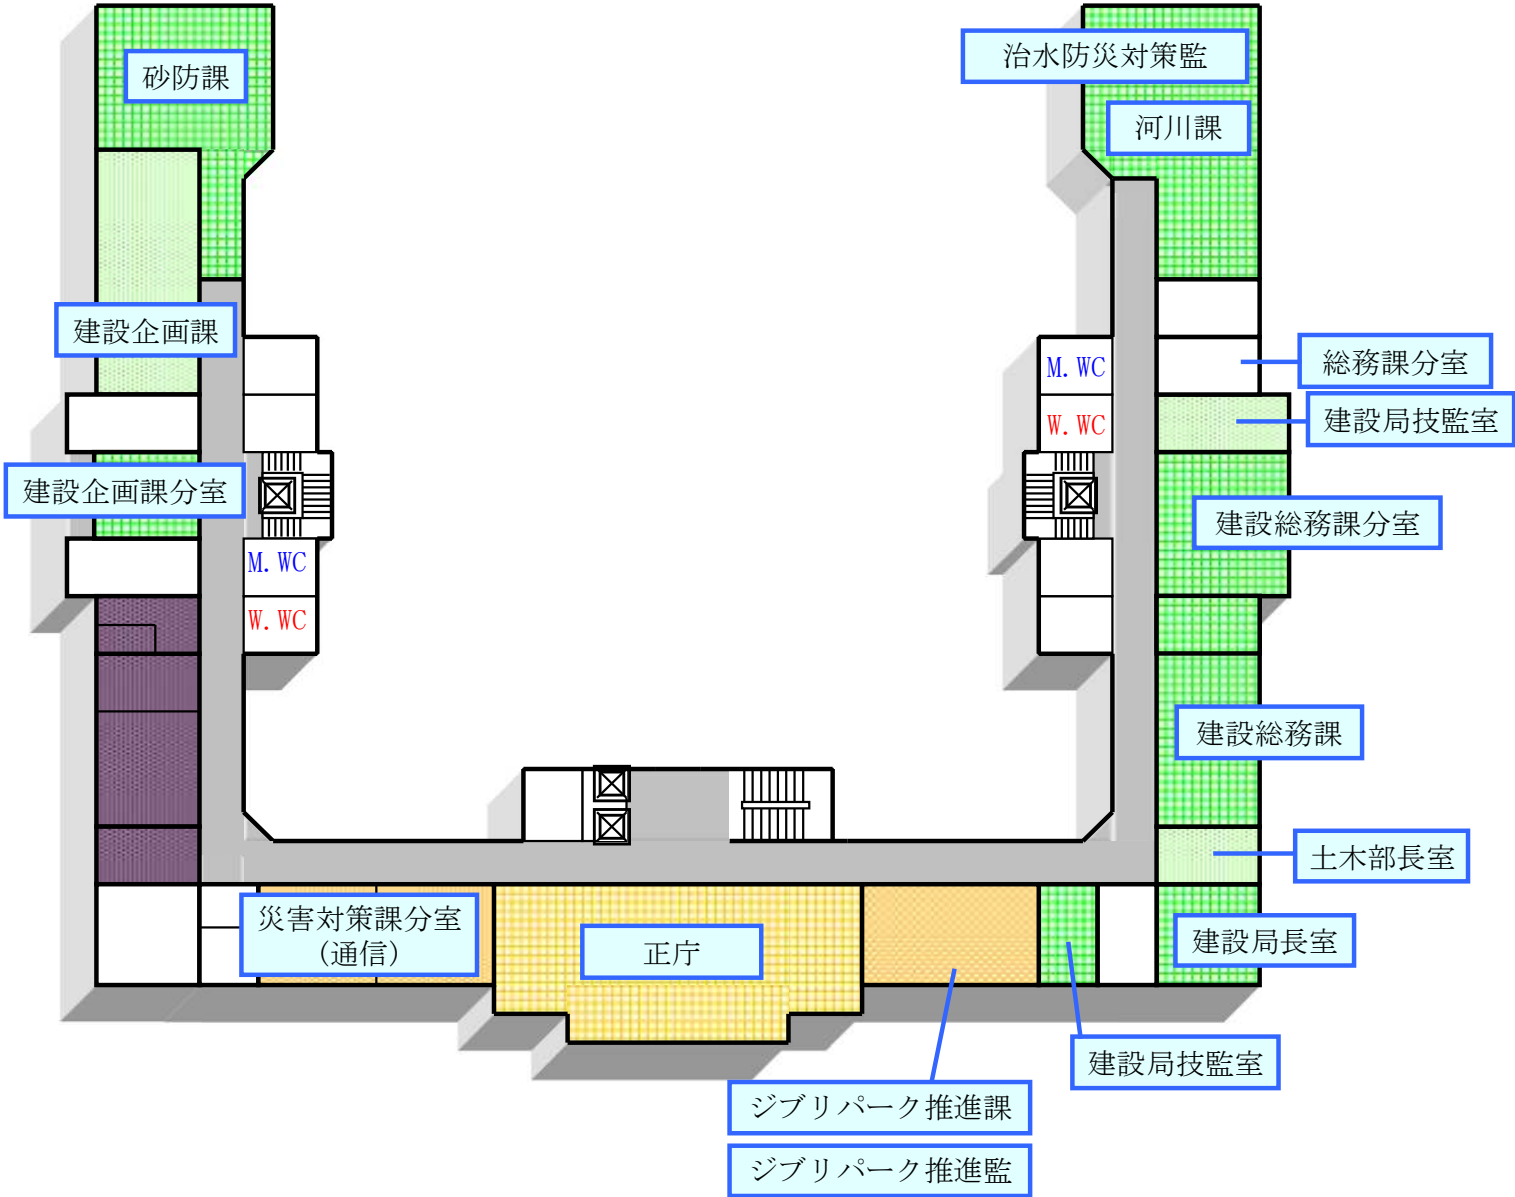 砂防課
治水防災対策監
河川課
建設企画課
総務課分室
M.WC
建設局技監室
W.WC
建設企画課分室
建設総務課分室
M.WC
W.WC
建設総務課
土木部長室
災害対策課分室
(通信)
正庁
建設局長室
建設局技監室
ジブリパーク推進課
ジブリパーク推進監